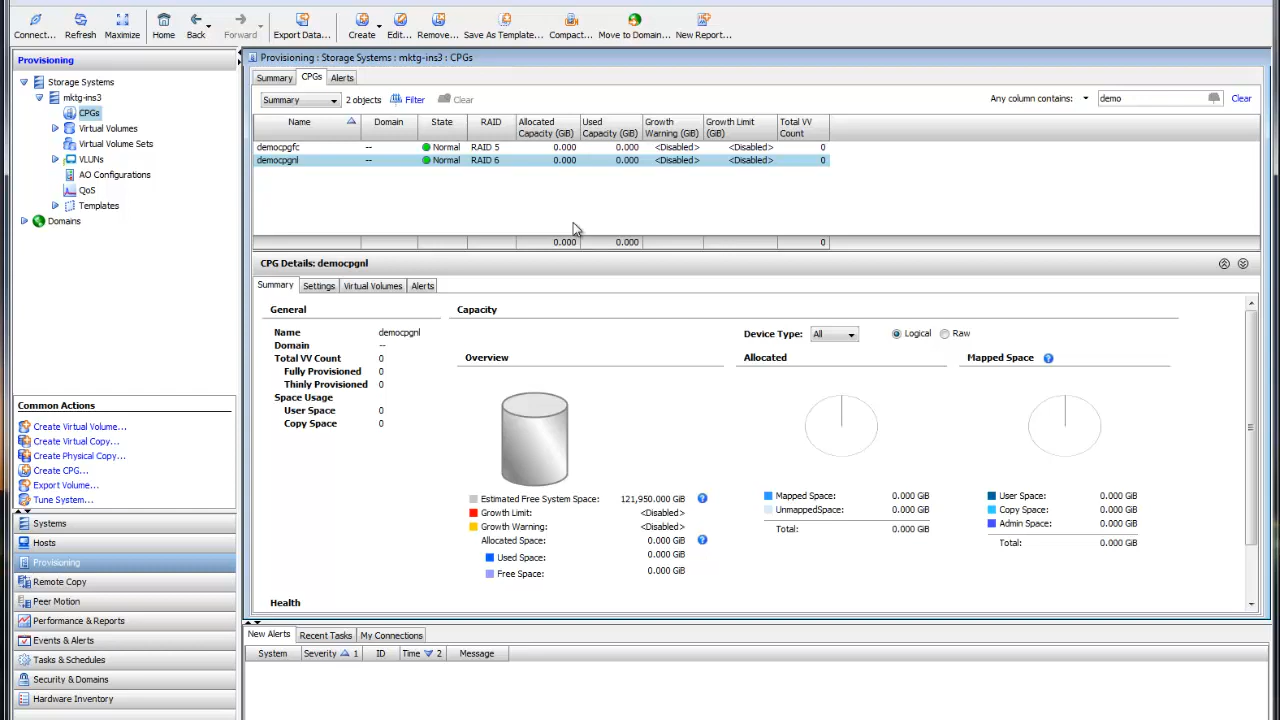 Connect... Refresh Maximize Home Back Forward Export Data... Create Edit... Remove... Save As Template... Compact... Move to Domain... New Report...
Provisioning
Storage Systems
mktg-ins3
CPGs
Virtual Volumes
Virtual Volume Sets
VLUNs
AO Configurations
QoS
Templates
Domains
Common Actions
Create Virtual Volume...
Create Virtual Copy...
Create Physical Copy...
Create CPG...
Export Volume...
Tune System...
Systems
Hosts
Provisioning
Remote Copy
Peer Motion
Performance & Reports
Events & Alerts
Tasks & Schedules
Security & Domains
Hardware Inventory
Provisioning : Storage Systems : mktg-ins3 : CPGs
Summary CPGs Alerts
Summary 2 objects Filter Clear Any column contains: demo Clear
Name Domain State RAID Allocated Capacity (GiB) Used Capacity (GiB) Growth Warning (GiB) Growth Limit (GiB) Total VV Count
democpgfc -- Normal RAID 5 0.000 0.000 <Disabled> <Disabled> 0
democpgnl -- Normal RAID 6 0.000 0.000 <Disabled> <Disabled> 0
0.000 0.000 0
CPG Details: democpgnl
Summary Settings Virtual Volumes Alerts
General
Name democpgnl
Domain --
Total VV Count 0
Fully Provisioned 0
Thinly Provisioned 0
Space Usage
User Space 0
Copy Space 0
Capacity
Device Type: All Logical Raw
Overview
Estimated Free System Space: 121,950.000 GiB
Growth Limit: <Disabled>
Growth Warning: <Disabled>
Allocated Space: 0.000 GiB
Used Space: 0.000 GiB
Free Space: 0.000 GiB
Allocated
Mapped Space: 0.000 GiB
UnmappedSpace: 0.000 GiB
Total: 0.000 GiB
Mapped Space
User Space: 0.000 GiB
Copy Space: 0.000 GiB
Admin Space: 0.000 GiB
Total: 0.000 GiB
Health
New Alerts Recent Tasks My Connections
System Severity 1 ID Time 2 Message